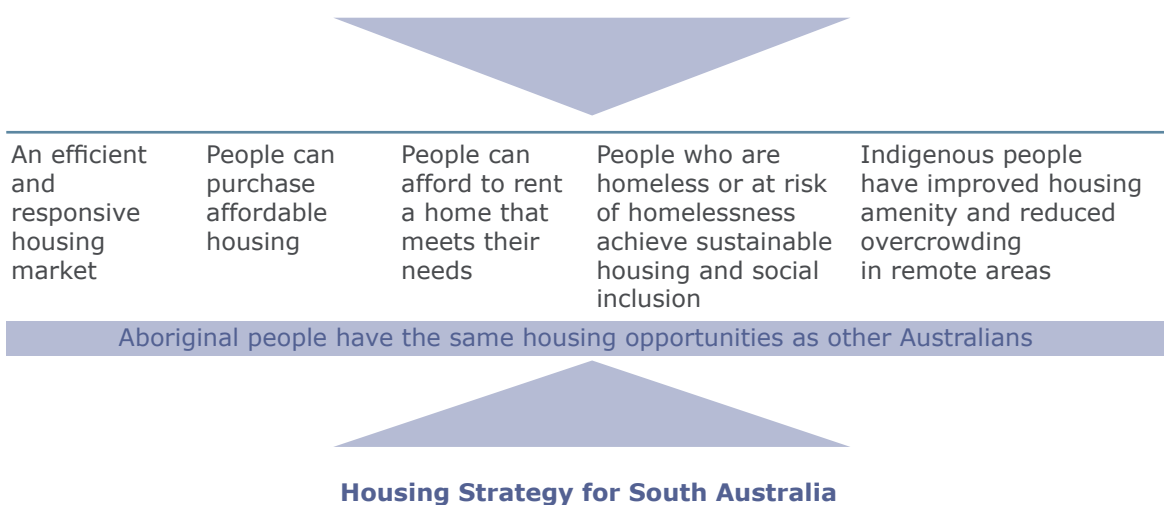 An efficient
and
responsive
housing
market
People can
purchase
affordable
housing
People can
afford to rent
a home that
meets their
needs
People who are
homeless or at risk
of homelessness
achieve sustainable
housing and social
inclusion
Indigenous people
have improved housing
amenity and reduced
overcrowding
in remote areas
Aboriginal people have the same housing opportunities as other Australians
Housing Strategy for South Australia